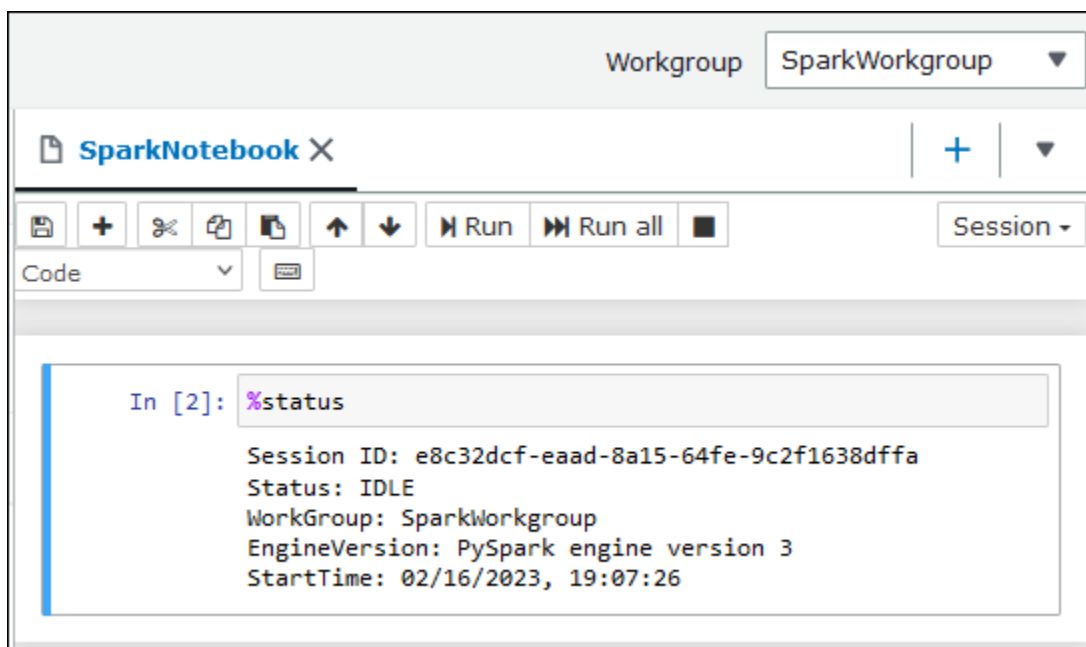 Workgroup SparkWorkgroup
SparkNotebook
Run Run all Session
Code
In [2]: %status
Session ID: e8c32dcf-eaad-8a15-64fe-9c2f1638dffa
Status: IDLE
WorkGroup: SparkWorkgroup
EngineVersion: PySpark engine version 3
StartTime: 02/16/2023, 19:07:26